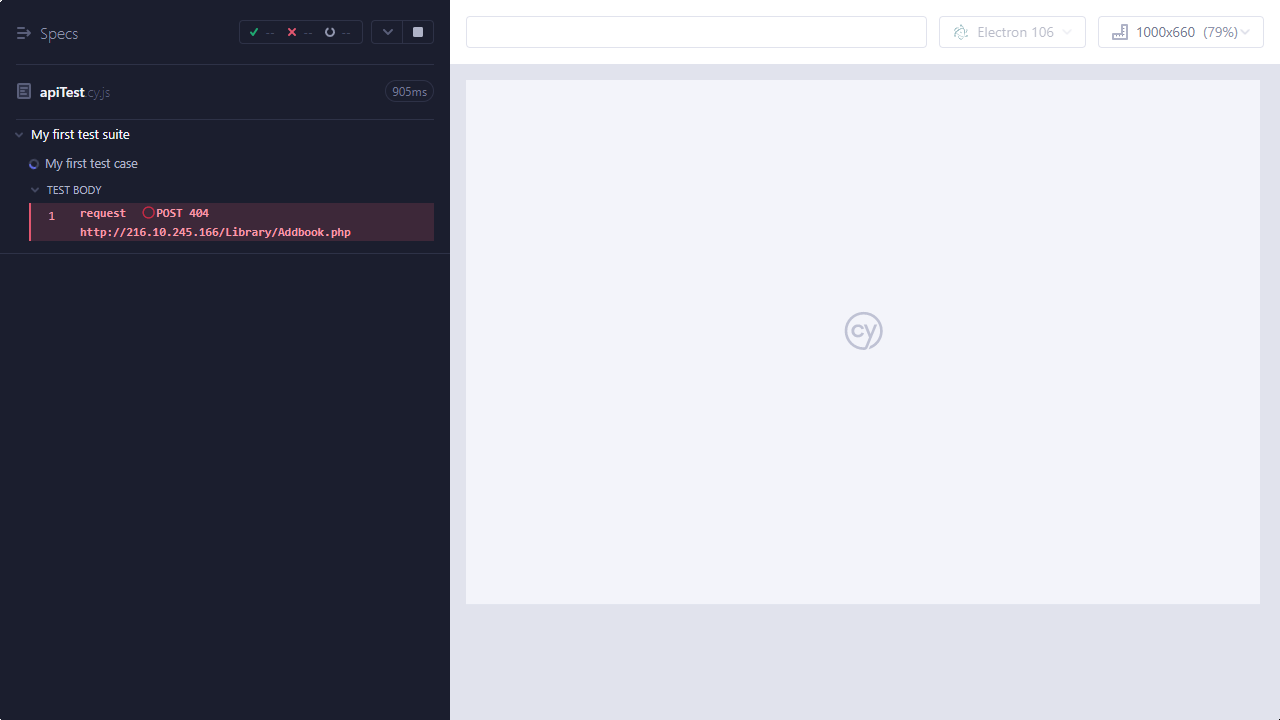 Specs
-- -- --
Electron 106
1000x660 (79%)
apiTest.cy.js
905ms
My first test suite
My first test case
TEST BODY
1 request POST 404
http://216.10.245.166/Library/Addbook.php
cy